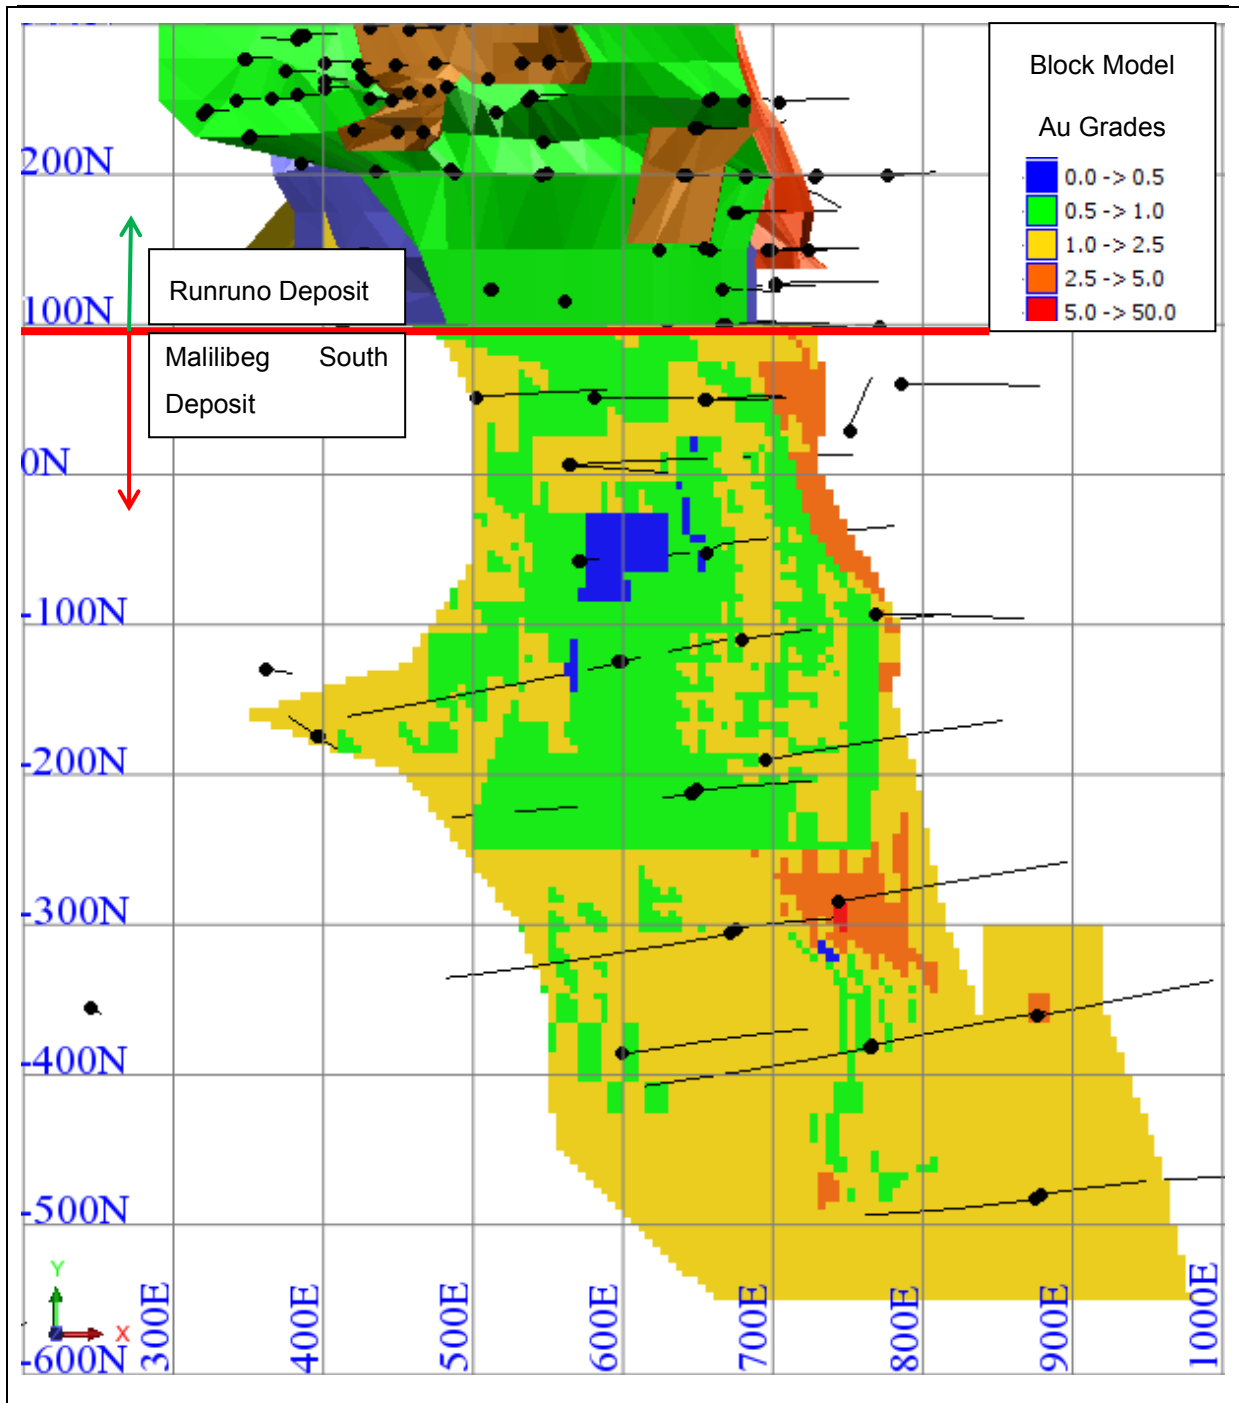 Block Model
Au Grades
0.0 -> 0.5
0.5 -> 1.0
1.0 -> 2.5
2.5 -> 5.0
5.0 -> 50.0
200N
Runruno Deposit
100N
Malilibeg South
Deposit
0N
-100N
-200N
-300N
-400N
-500N
Y
X
-600N
300E
400E
500E
600E
700E
800E
900E
1000E